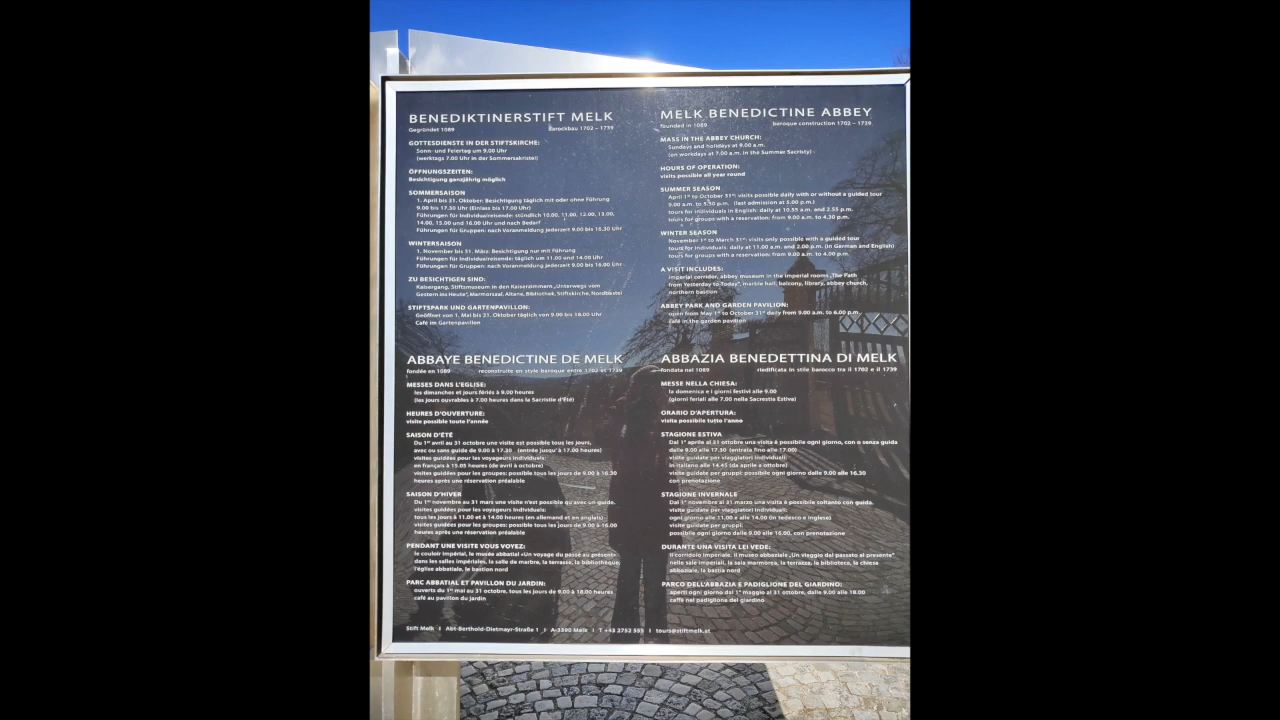 BENEDIKTINERSTIFT MELK
Gegründet 1089 Barockbau 1702 – 1739
GOTTESDIENSTE IN DER STIFTSKIRCHE:
Sonn- und Feiertag um 9.00 Uhr
(werktags 7.00 Uhr in der Sommersakristei)
ÖFFNUNGSZEITEN:
Besichtigung ganzjährig möglich
SOMMERSAISON
1. April bis 31. Oktober: Besichtigung täglich mit oder ohne Führung
9.00 bis 17.30 Uhr (Einlass bis 17.00 Uhr)
Führungen für Individualreisende: stündlich 10.00, 11.00, 12.00, 13.00,
14.00, 15.00 und 16.00 Uhr und nach Bedarf
Führungen für Gruppen: nach Voranmeldung jederzeit 9.00 bis 16.30 Uhr
WINTERSAISON
1. November bis 31. März: Besichtigung nur mit Führung
Führungen für Individualreisende: täglich um 11.00 und 14.00 Uhr
Führungen für Gruppen: nach Voranmeldung jederzeit 9.00 bis 16.00 Uhr
ZU BESICHTIGEN SIND:
Kaisergang, Stiftsmuseum in den Kaiserzimmern „Unterwegs vom
Gestern ins Heute", Marmorsaal, Altane, Bibliothek, Stiftskirche, Nordbastei
STIFTSPARK UND GARTENPAVILLON:
Geöffnet von 1. Mai bis 31. Oktober täglich von 9.00 bis 18.00 Uhr
Café im Gartenpavillon
MELK BENEDICTINE ABBEY
founded in 1089 baroque construction 1702 – 1739
MASS IN THE ABBEY CHURCH:
Sundays and holidays at 9.00 a.m.
(on workdays at 7.00 a.m. in the Summer Sacristy)
HOURS OF OPERATION:
visits possible all year round
SUMMER SEASON
April 1st to October 31st: visits possible daily with or without a guided tour
9.00 a.m. to 5.30 p.m. (last admission at 5.00 p.m.)
tours for individuals in English: daily at 10.55 a.m. and 2.55 p.m.
tours for groups with a reservation: from 9.00 a.m. to 4.30 p.m.
WINTER SEASON
November 1st to March 31st: visits only possible with a guided tour
tours for individuals: daily at 11.00 a.m. and 2.00 p.m. (in German and English)
tours for groups with a reservation: from 9.00 a.m. to 4.00 p.m.
A VISIT INCLUDES:
imperial corridor, abbey museum in the imperial rooms „The Path
from Yesterday to Today", marble hall, balcony, library, abbey church,
northern bastion
ABBEY PARK AND GARDEN PAVILION:
open from May 1st to October 31st daily from 9.00 a.m. to 6.00 p.m.
café in the garden pavilion
ABBAYE BENEDICTINE DE MELK
fondée en 1089 reconstruite en style baroque entre 1702 et 1739
MESSES DANS L'EGLISE:
les dimanches et jours fériés à 9.00 heures
(les jours ouvrables à 7.00 heures dans la Sacristie d'Été)
HEURES D'OUVERTURE:
visite possible toute l'année
SAISON D'ÉTÉ
Du 1er avril au 31 octobre une visite est possible tous les jours,
avec ou sans guide de 9.00 à 17.30 (entrée jusqu'à 17.00 heures)
visites guidées pour les voyageurs individuels:
en français à 15.05 heures (de avril à octobre)
visites guidées pour les groupes: possible tous les jours de 9.00 à 16.30
heures après une réservation préalable
SAISON D'HIVER
Du 1er novembre au 31 mars une visite n'est possible qu'avec un guide.
visites guidées pour les voyageurs individuels:
tous les jours à 11.00 et à 14.00 heures (en allemand et en anglais)
visites guidées pour les groupes: possible tous les jours de 9.00 à 16.00
heures après une réservation préalable
PENDANT UNE VISITE VOUS VOYEZ:
le couloir impérial, le musée abbatial «Un voyage du passé au présent»
dans les salles impériales, la salle de marbre, la terrasse, la bibliothèque,
l'église abbatiale, le bastion nord
PARC ABBATIAL ET PAVILLON DU JARDIN:
ouverts du 1er mai au 31 octobre, tous les jours de 9.00 à 18.00 heures
café au pavillon du jardin
ABBAZIA BENEDETTINA DI MELK
fondata nel 1089 riedificata in stile barocco tra il 1702 e il 1739
MESSE NELLA CHIESA:
la domenica e i giorni festivi alle 9.00
(giorni feriali alle 7.00 nella Sacrestia Estiva)
ORARIO D'APERTURA:
visita possibile tutto l'anno
STAGIONE ESTIVA
Dal 1° aprile al 31 ottobre una visita è possibile ogni giorno, con o senza guida
dalle 9.00 alle 17.30 (entrata fino alle 17.00)
visite guidate per viaggiatori individuali:
in italiano alle 14.45 (da aprile e ottobre)
visite guidate per gruppi: possibile ogni giorno dalle 9.00 alle 16.30
con prenotazione
STAGIONE INVERNALE
Dal 1° novembre al 31 marzo una visita è possibile soltanto con guida.
visite guidate per viaggiatori individuali:
ogni giorno alle 11.00 e alle 14.00 (in tedesco e inglese)
visite guidate per gruppi:
possibile ogni giorno dalle 9.00 alle 16.00, con prenotazione
DURANTE UNA VISITA LEI VEDE:
il corridoio imperiale, il museo abbaziale „Un viaggio dal passato al presente"
nelle sale imperiali, la sala marmorea, la terrazza, la biblioteca, la chiesa
abbaziale, la bastia nord
PARCO DELL'ABBAZIA E PADIGLIONE DEL GIARDINO:
aperti ogni giorno dal 1° maggio al 31 ottobre, dalle 9.00 alle 18.00
caffè nel padiglione del giardino
Stift Melk I Abt-Berthold-Dietmayr-Straße 1 I A-3390 Melk I T +43 2752 555 I tours@stiftmelk.at